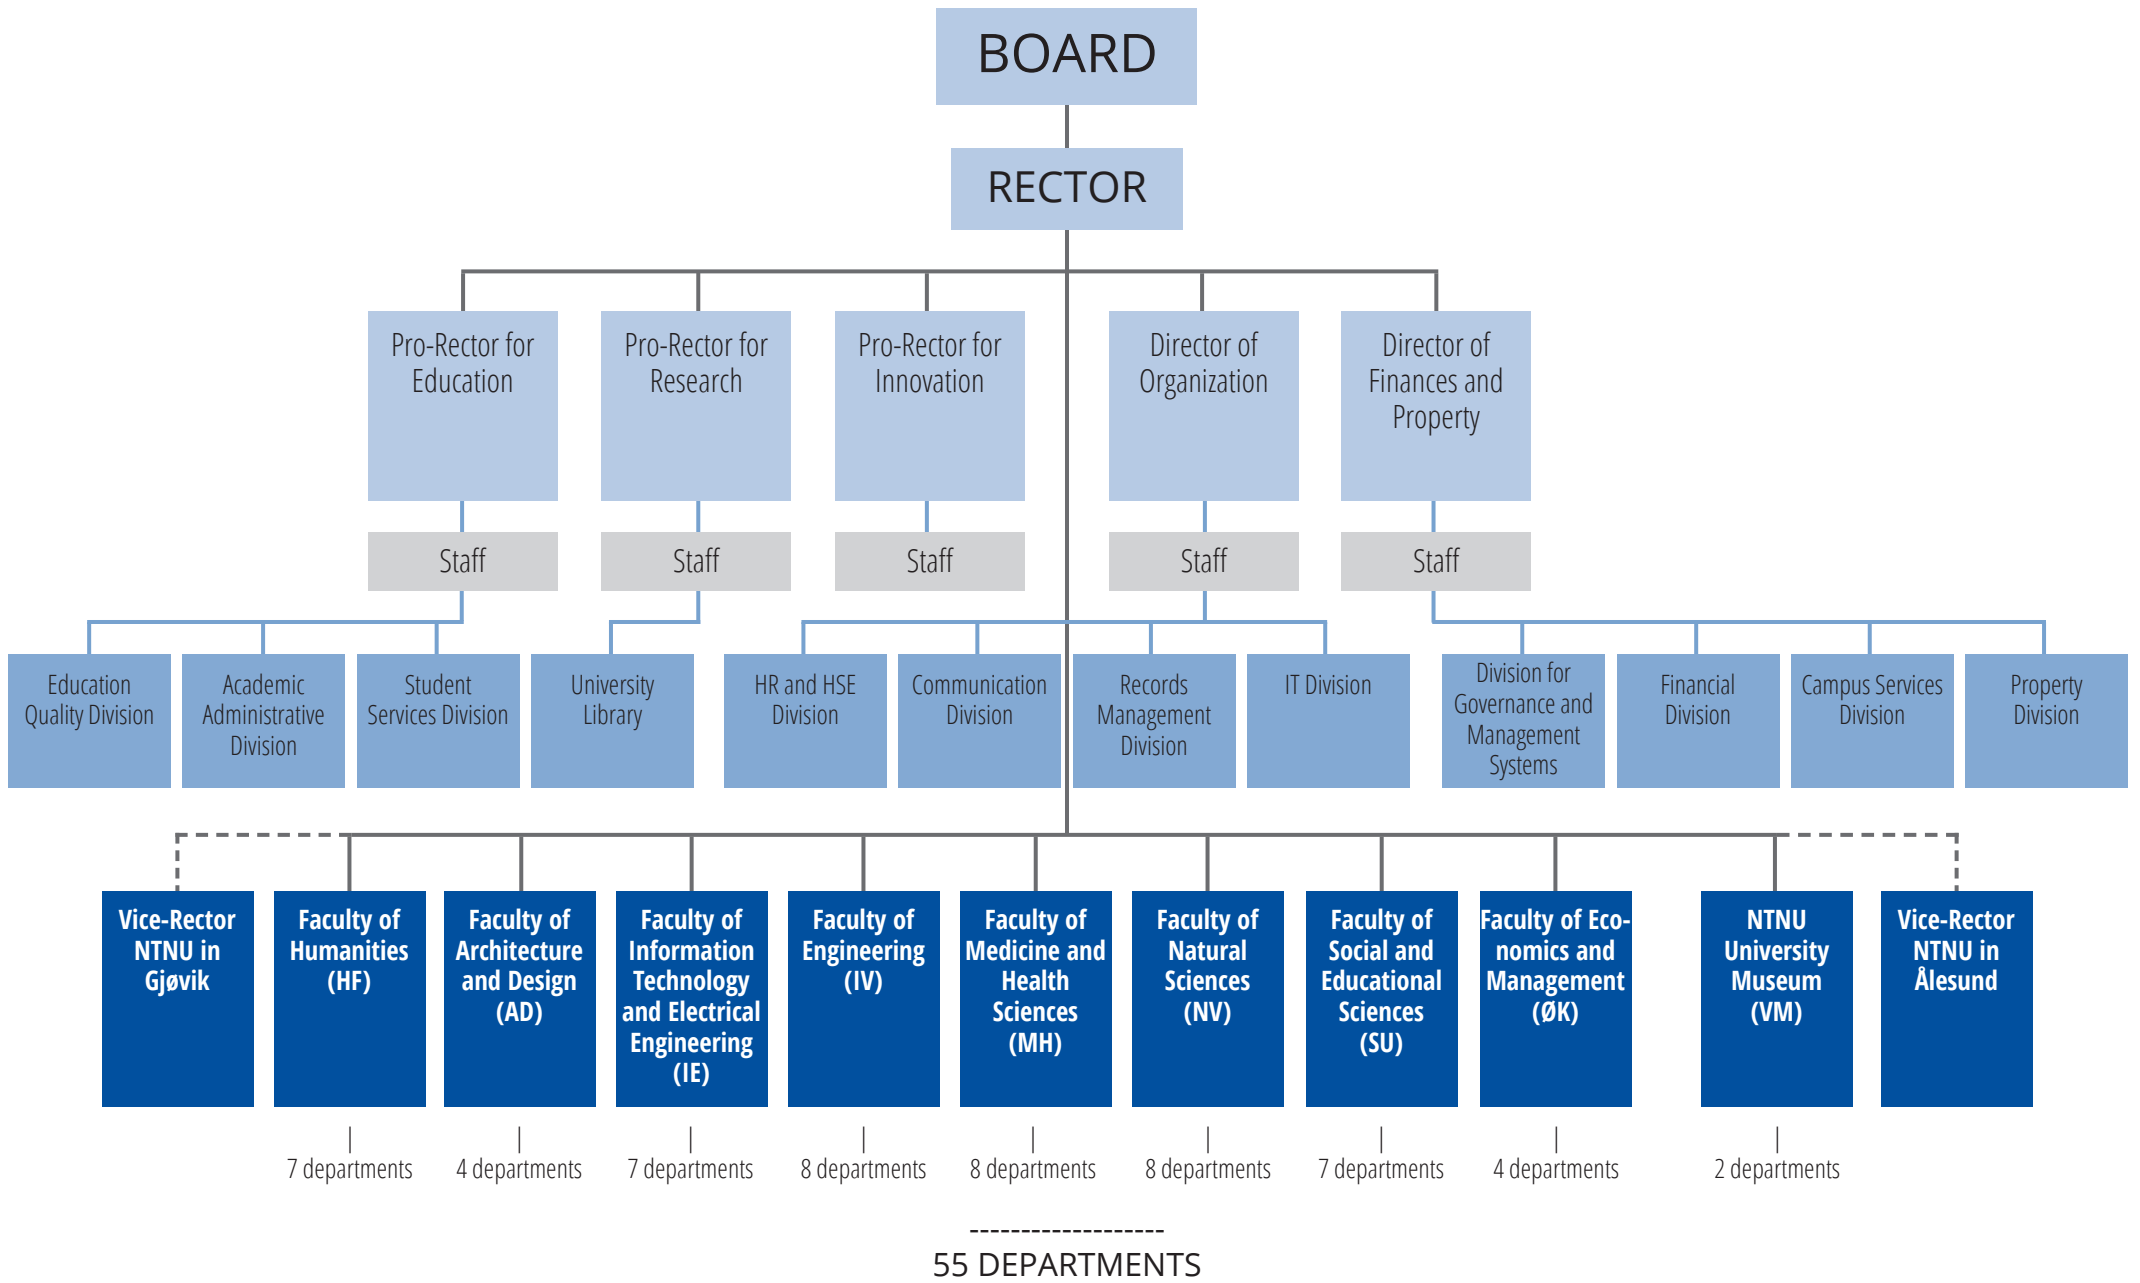 BOARD
RECTOR
Pro-Rector for
Education
Pro-Rector for
Research
Pro-Rector for
Innovation
Director of
Organization
Director of
Finances and
Property
Staff
Staff
Staff
Staff
Staff
Education
Quality Division
Academic
Administrative
Division
Student
Services Division
University
Library
HR and HSE
Division
Communication
Division
Records
Management
Division
IT Division
Division for
Governance and
Management
Systems
Financial
Division
Campus Services
Division
Property
Division
Vice-Rector
NTNU in
Gjøvik
Faculty of
Humanities
(HF)
Faculty of
Architecture
and Design
(AD)
Faculty of
Information
Technology
and Electrical
Engineering
(IE)
Faculty of
Engineering
(IV)
Faculty of
Medicine and
Health
Sciences
(MH)
Faculty of
Natural
Sciences
(NV)
Faculty of
Social and
Educational
Sciences
(SU)
Faculty of Eco-
nomics and
Management
(ØK)
NTNU
University
Museum
(VM)
Vice-Rector
NTNU in
Ålesund
7 departments
4 departments
7 departments
8 departments
8 departments
8 departments
7 departments
4 departments
2 departments
55 DEPARTMENTS